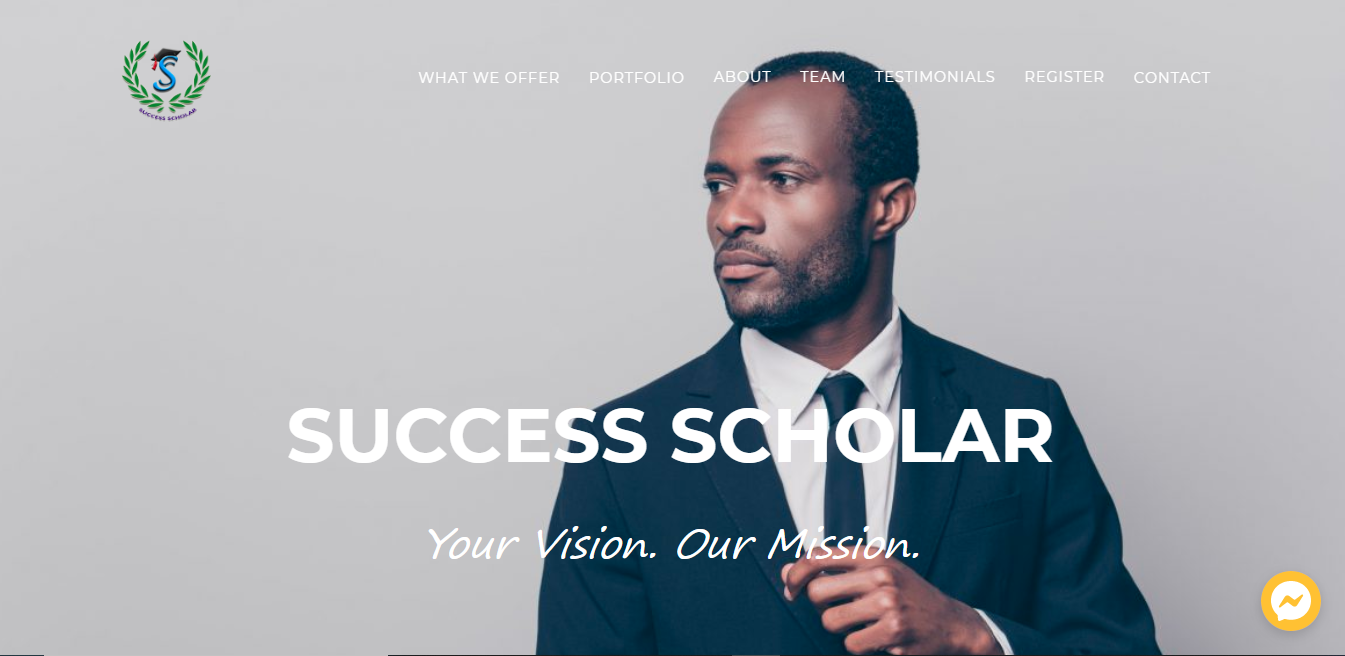 SUCCESS SCHOLAR
WHAT WE OFFER PORTFOLIO ABOUT TEAM TESTIMONIALS REGISTER CONTACT
SUCCESS SCHOLAR
Your Vision. Our Mission.